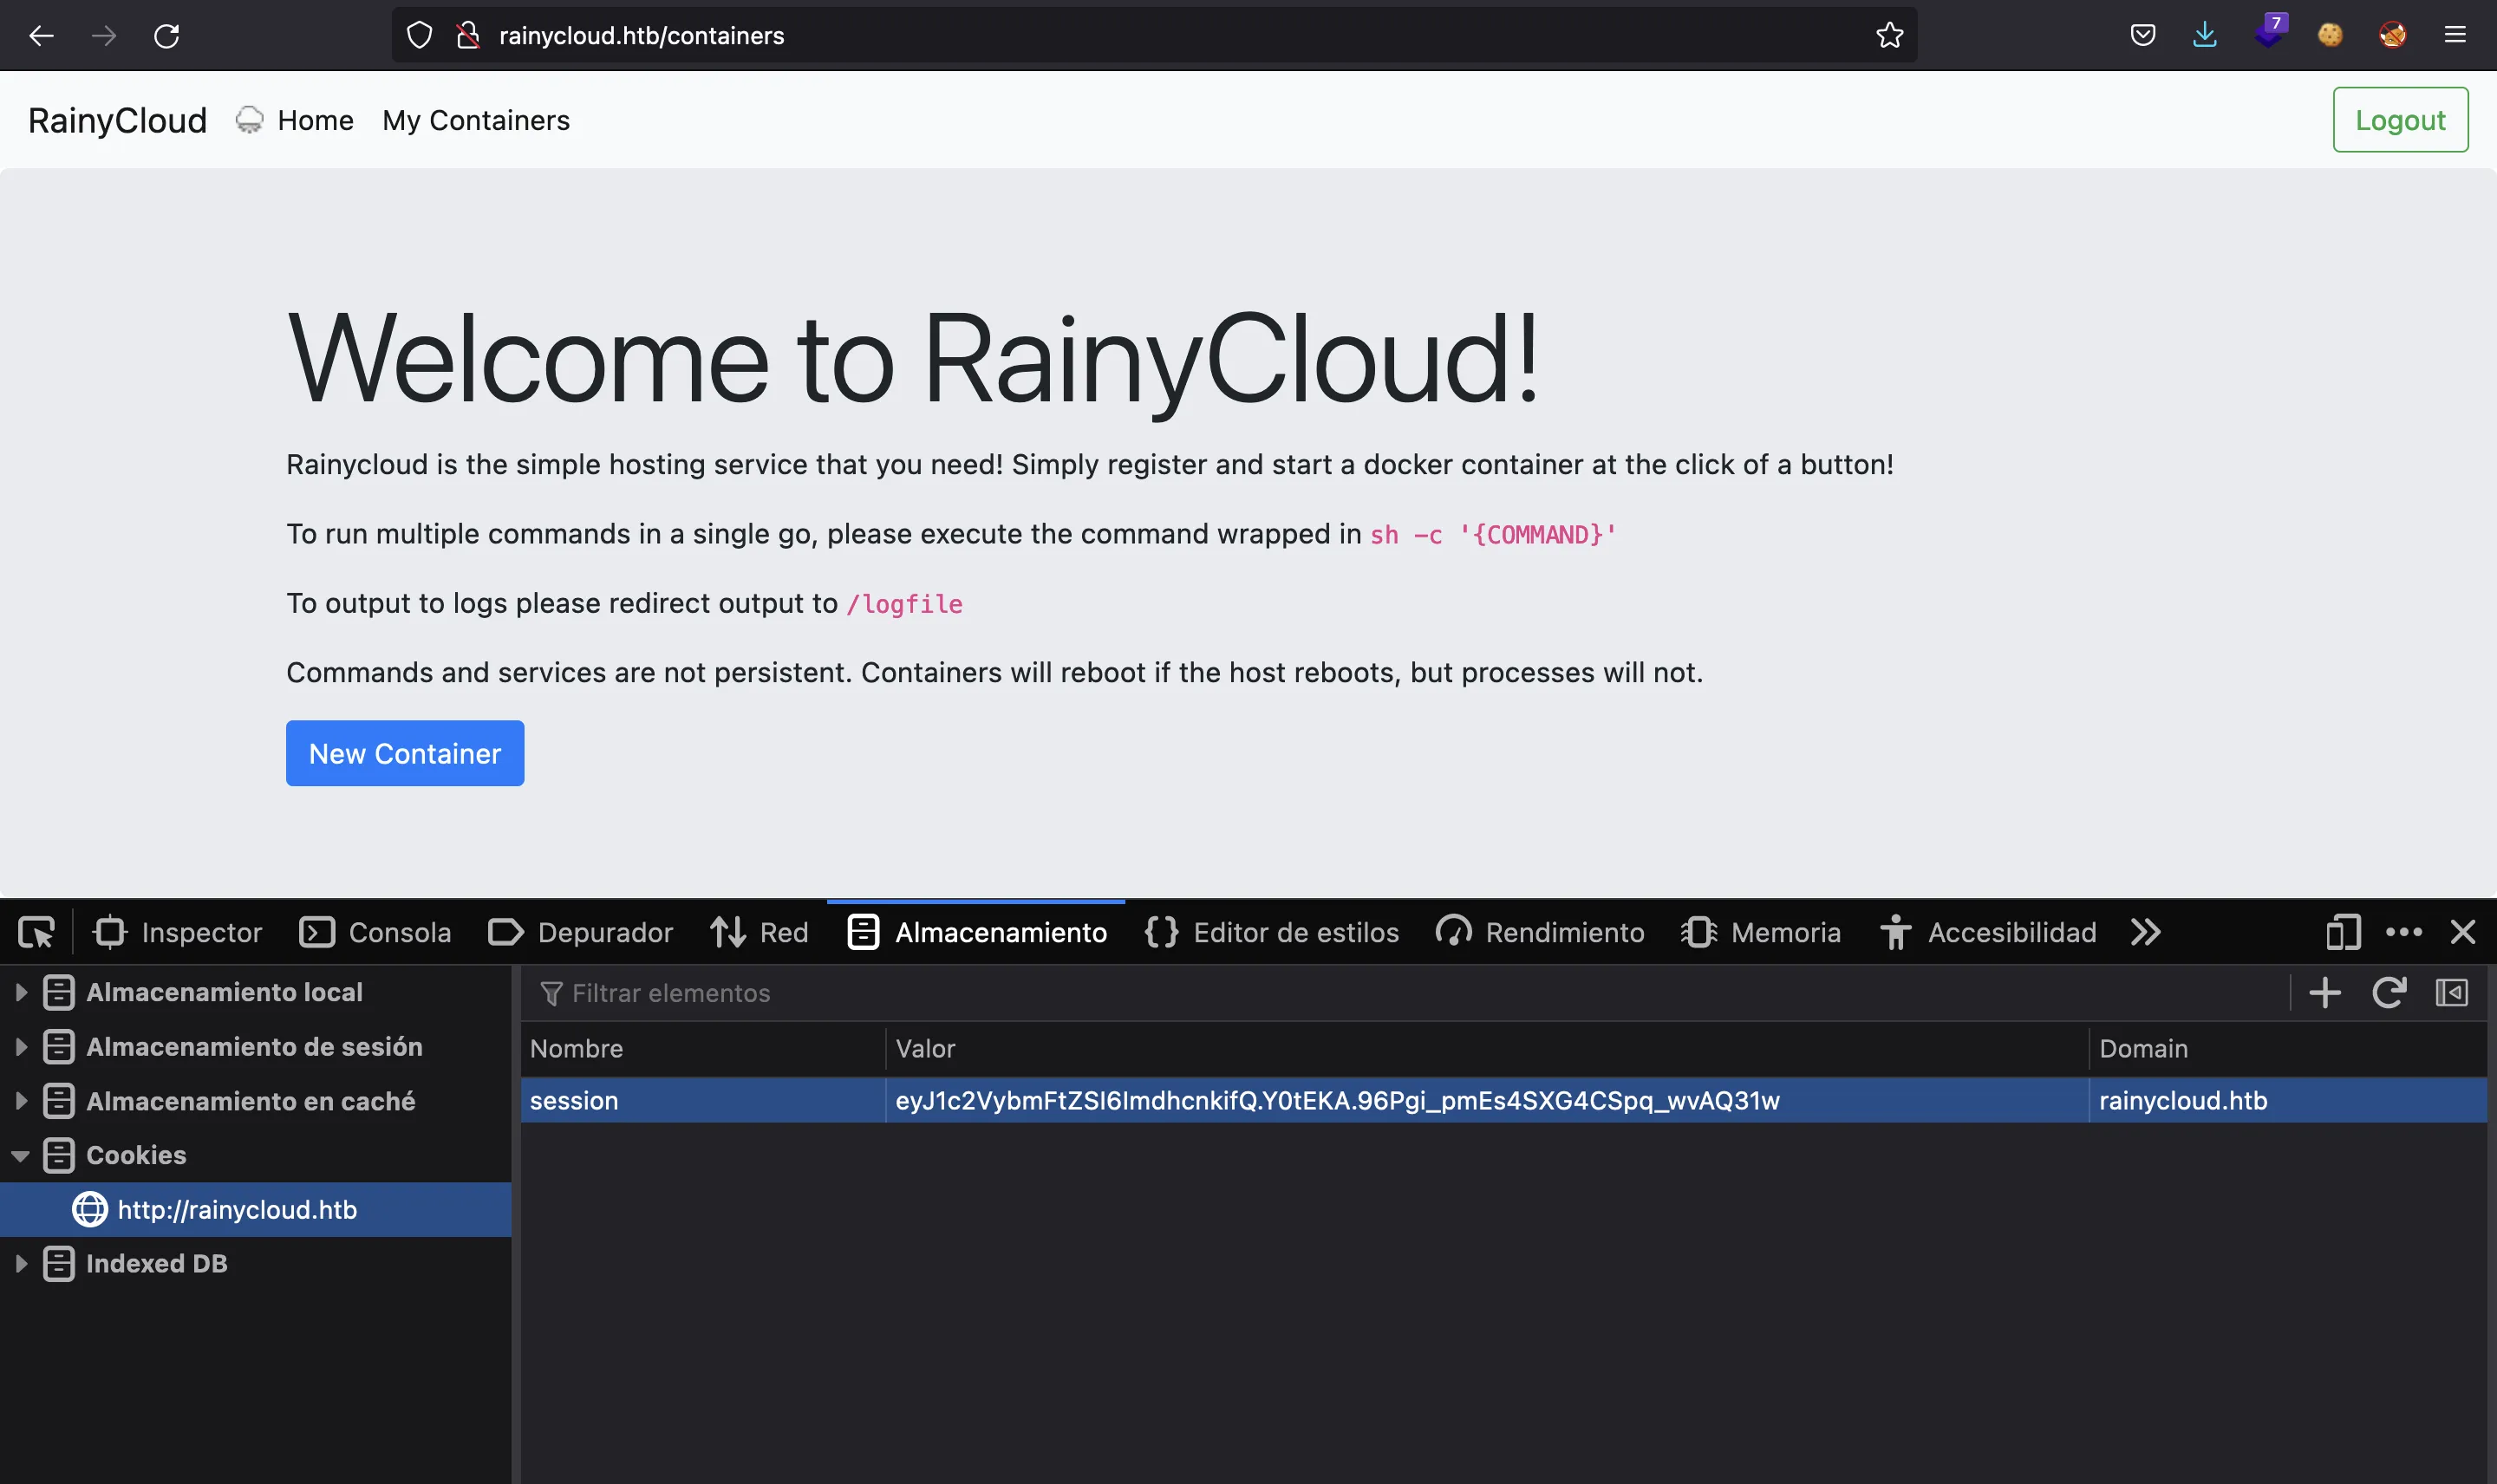 rainycloud.htb/containers
7
RainyCloud Home My Containers Logout
Welcome to RainyCloud!
Rainycloud is the simple hosting service that you need! Simply register and start a docker container at the click of a button!
To run multiple commands in a single go, please execute the command wrapped in sh -c '{COMMAND}'
To output to logs please redirect output to /logfile
Commands and services are not persistent. Containers will reboot if the host reboots, but processes will not.
New Container
Inspector Consola Depurador Red Almacenamiento Editor de estilos Rendimiento Memoria Accesibilidad
Almacenamiento local
Almacenamiento de sesión
Almacenamiento en caché
Cookies
http://rainycloud.htb
Indexed DB
Filtrar elementos
Nombre Valor Domain
session eyJ1c2VybmFtZSI6ImdhcnkifQ.Y0tEKA.96Pgi_pmEs4SXG4CSpq_wvAQ31w rainycloud.htb